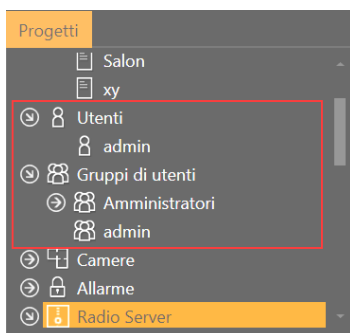 Progetti
Salon
xy
Utenti
admin
Gruppi di utenti
Amministratori
admin
Camere
Allarme
Radio Server